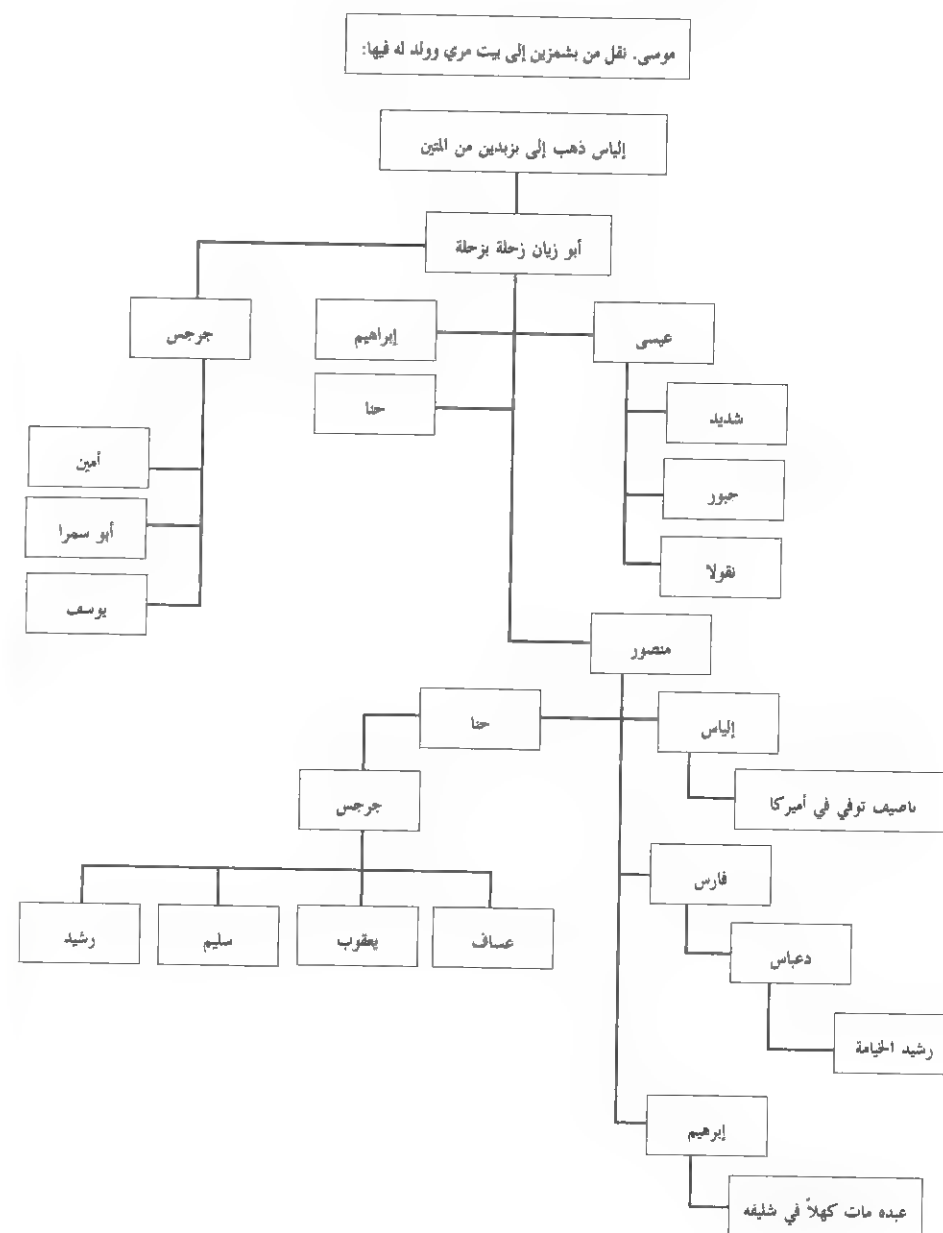 موسى. نقل من بشمزين إلى بيت مري وولد له فيها:
إلياس ذهب إلى بزبدين من المتين
أبو زيان زحلة بزحلة
جرجس
إبراهيم
عيسى
حنا
شديد
أمين
حبور
أبو سمرا
نقولا
يوسف
منصور
حنا
إلياس
جرجس
ناصيف توفي في أميركا
فارس
عساف
يعقوب
سليم
رشيد
دعباس
رشيد الخيامة
إبرهيم
عبده مات كهلاً في شليفه